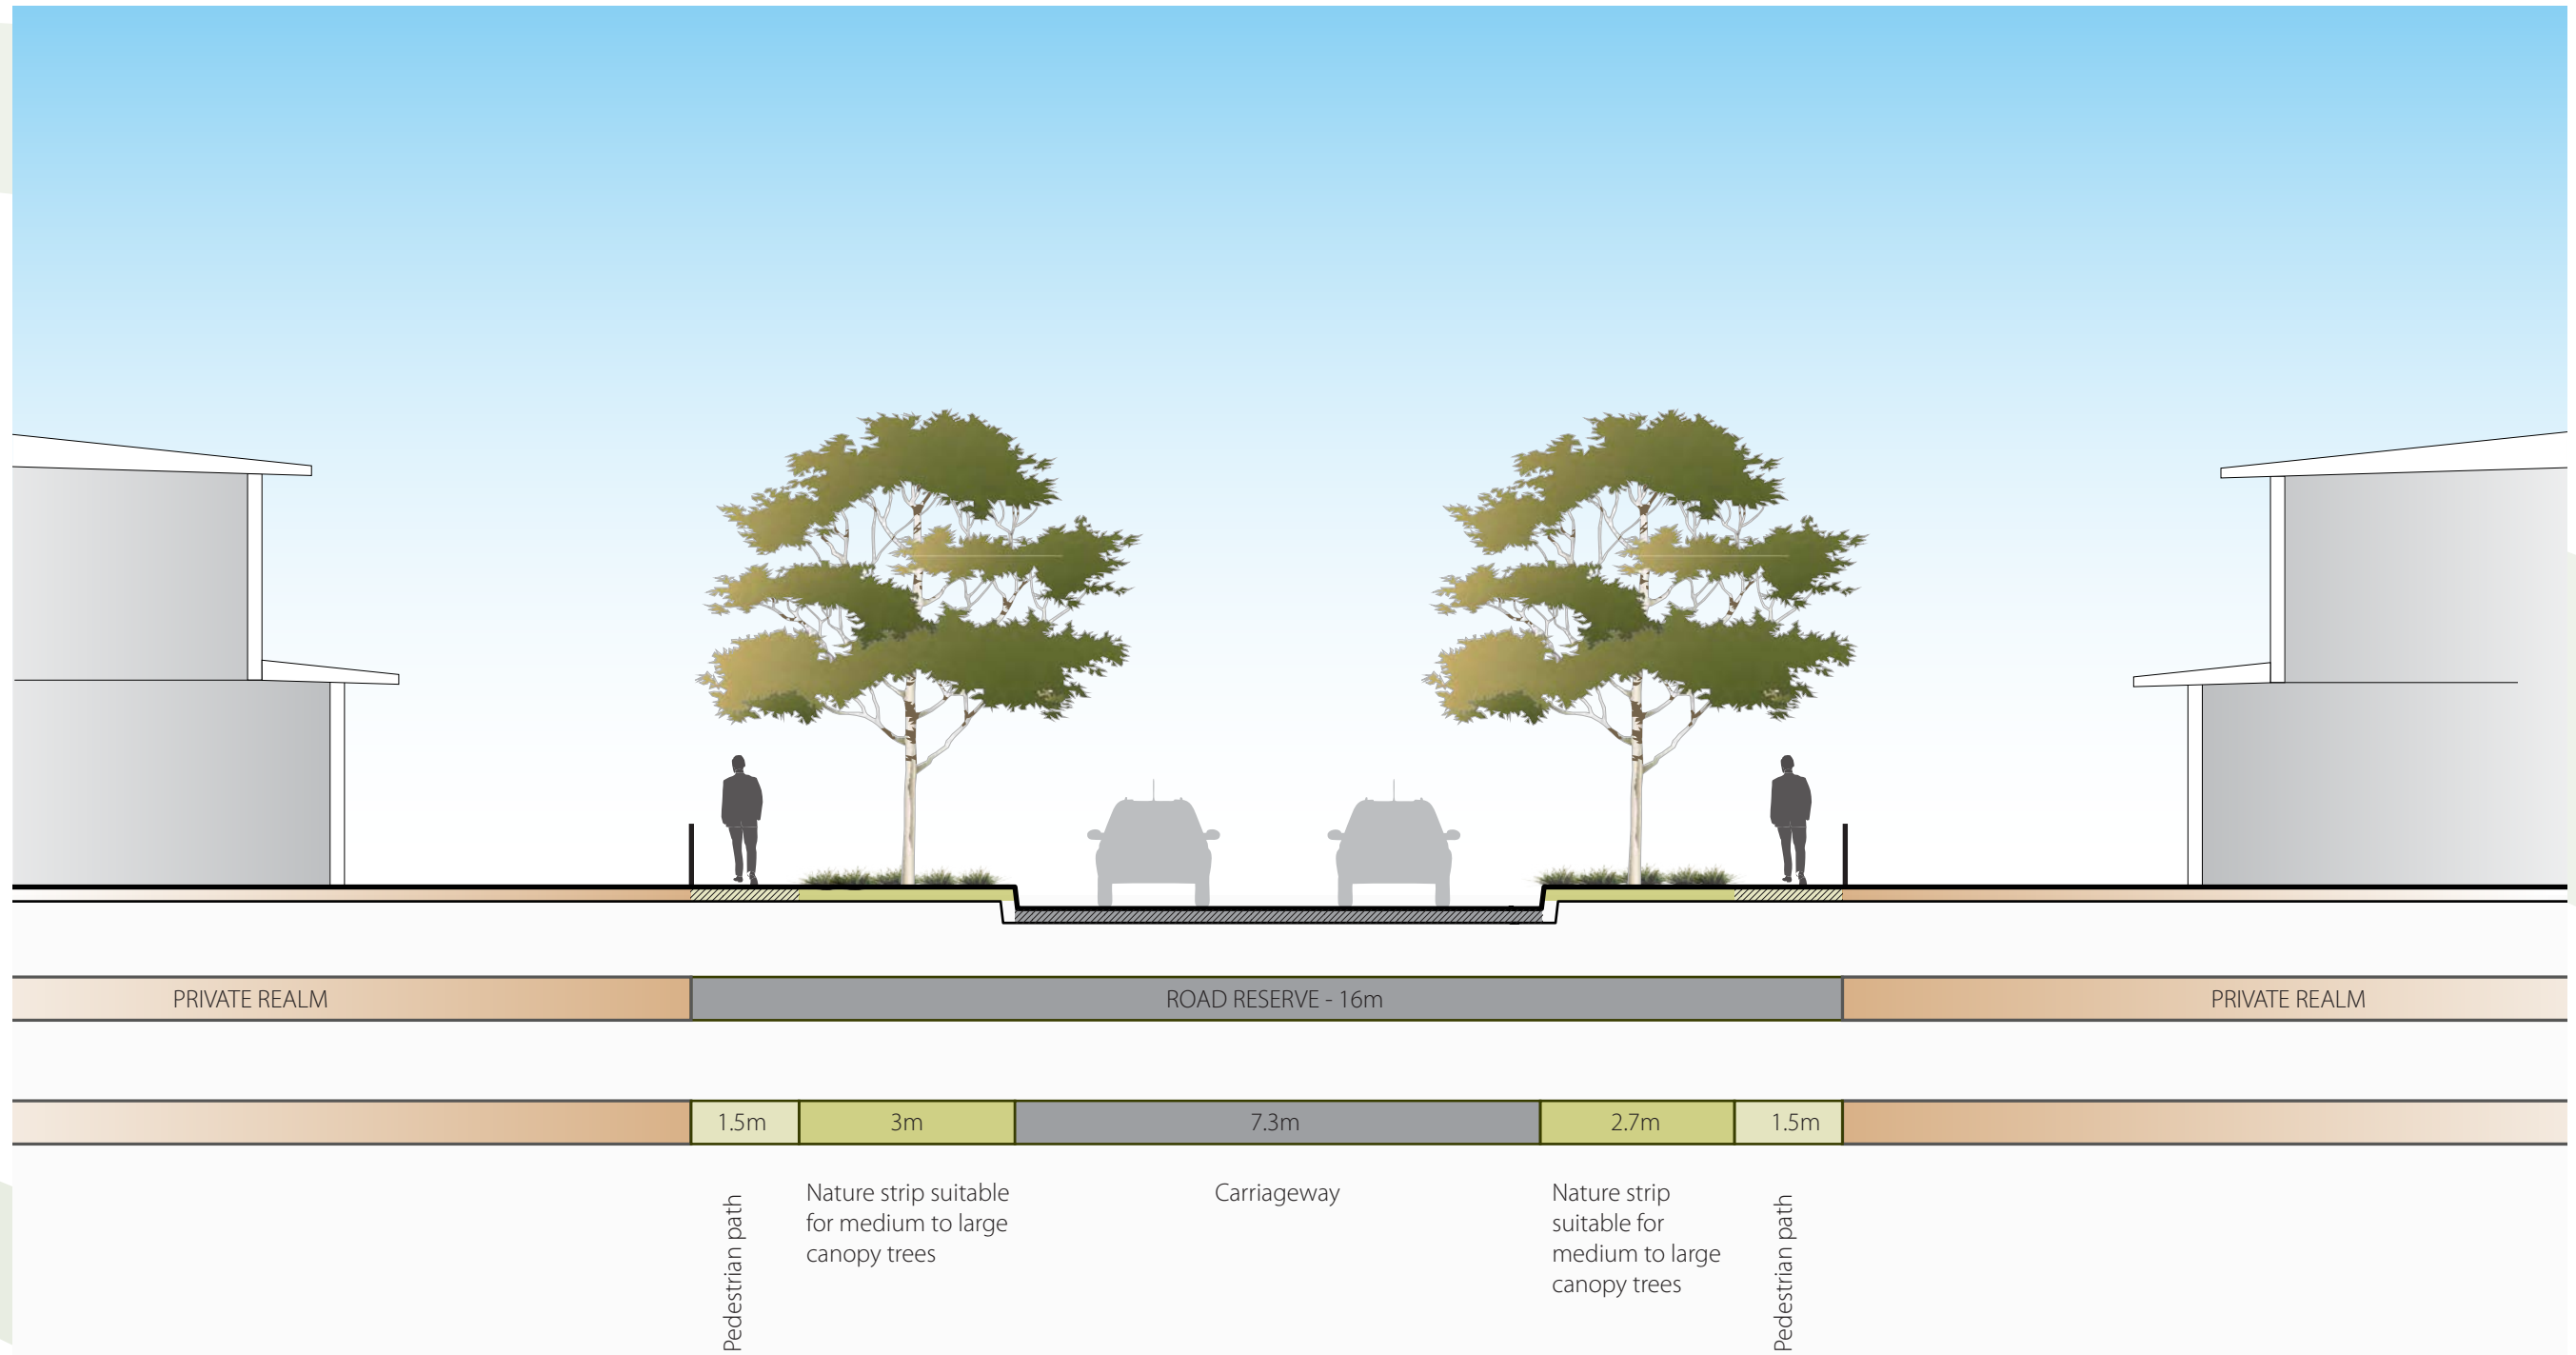 PRIVATE REALM
ROAD RESERVE - 16m
PRIVATE REALM
1.5m
3m
7.3m
2.7m
1.5m
Pedestrian path
Nature strip suitable
for medium to large
canopy trees
Carriageway
Nature strip
suitable for
medium to large
canopy trees
Pedestrian path